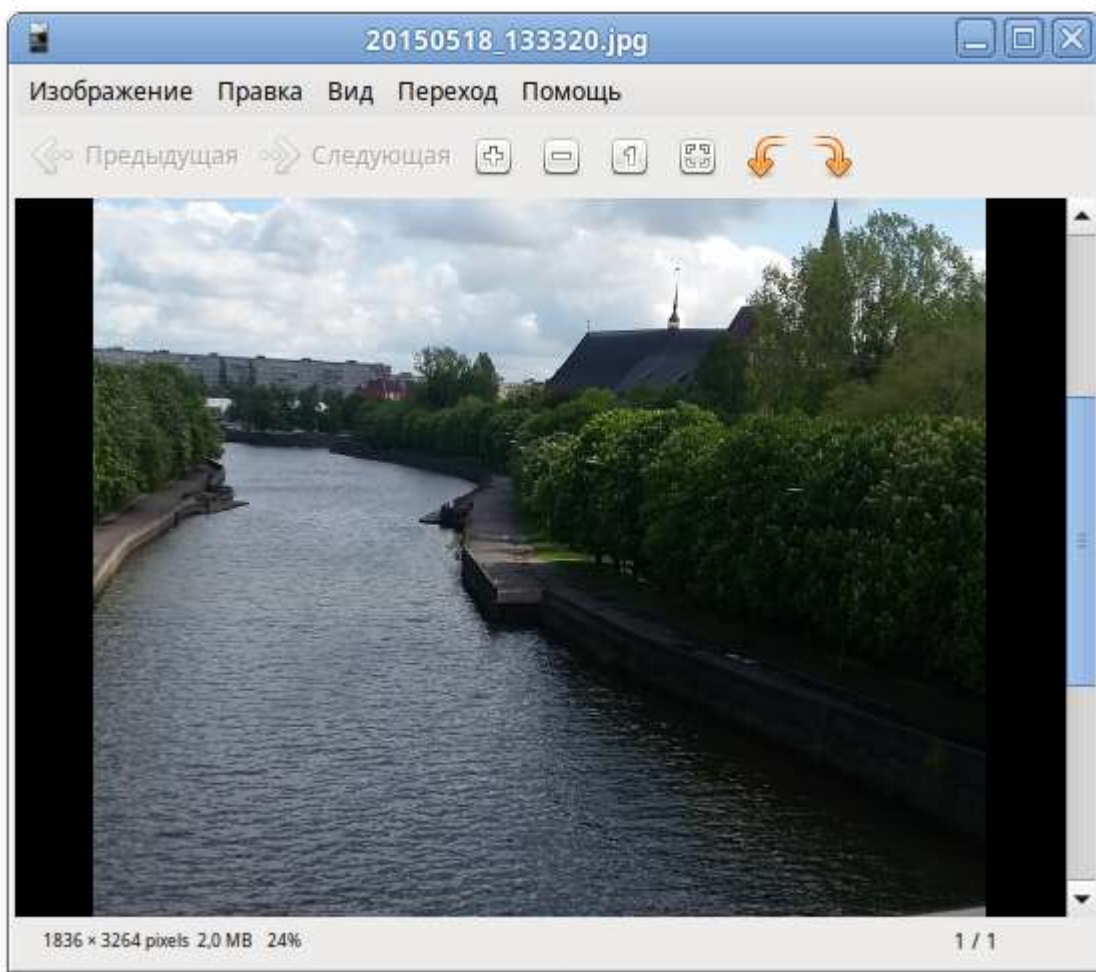 20150518_133320.jpg
Изображение Правка Вид Переход Помощь
Предыдущая Следующая
1836 × 3264 pixels 2,0 MB 24% 1 / 1